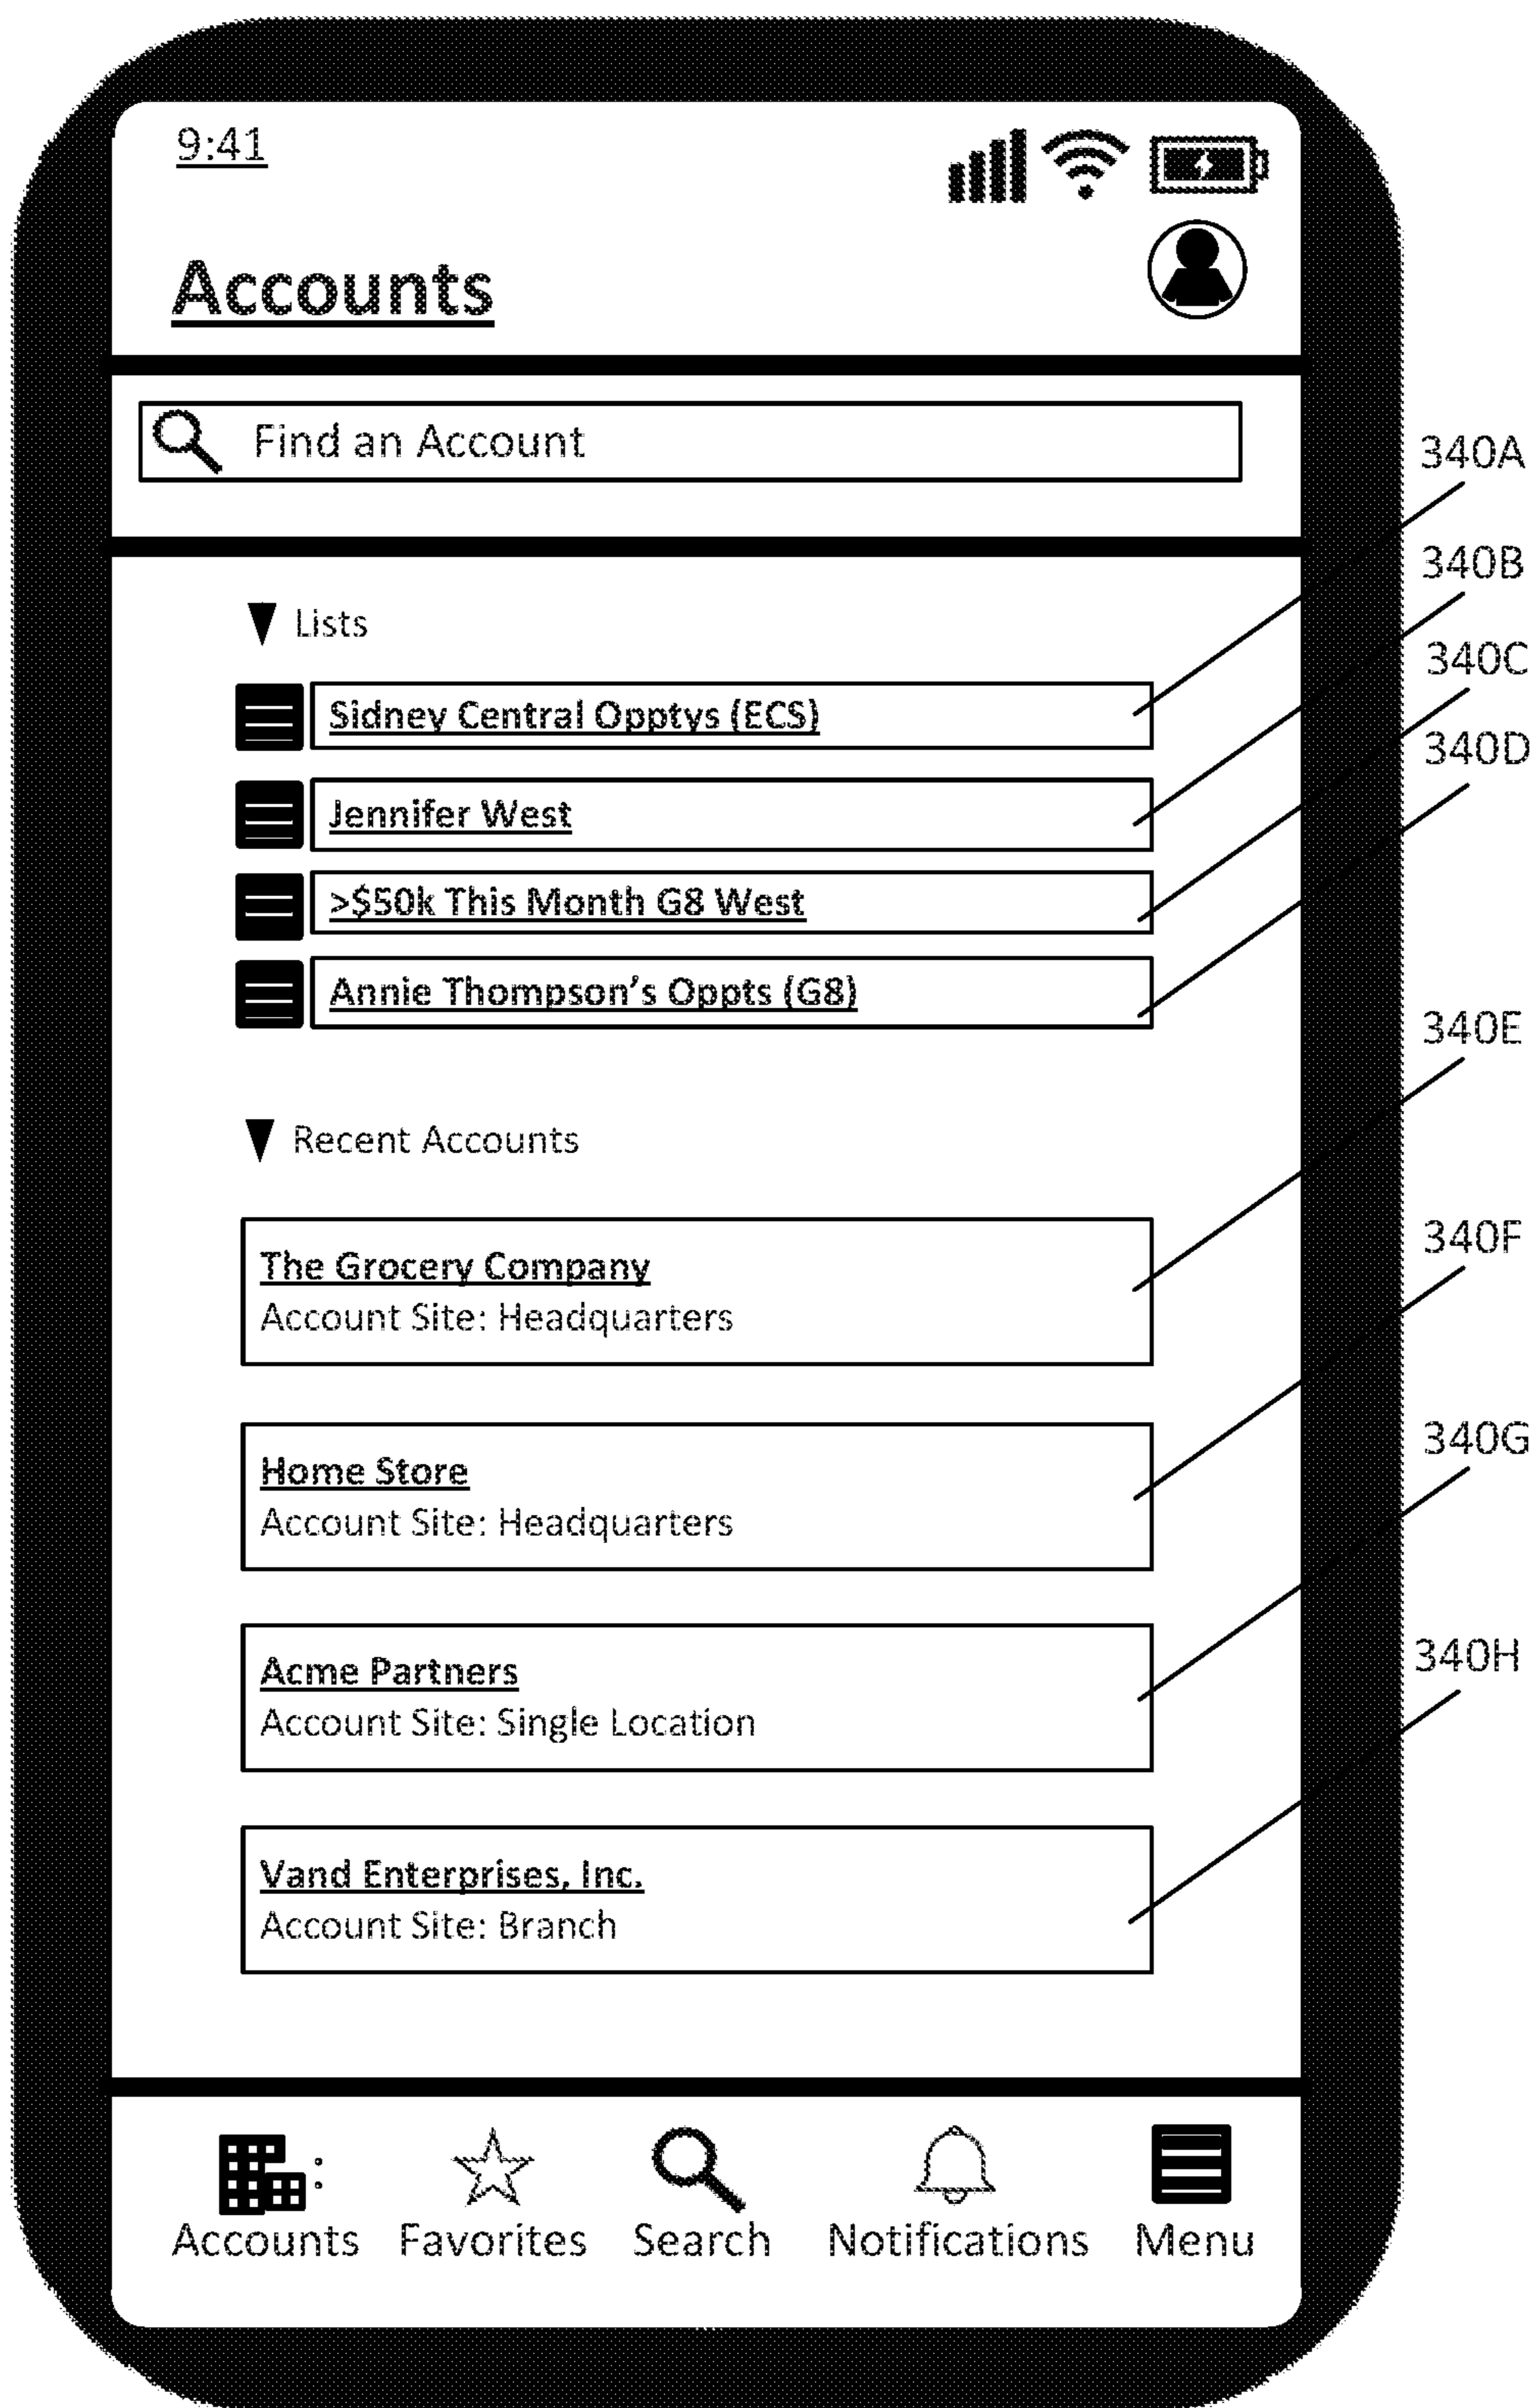 9:41
Accounts
Find an Account
340A
340B
340C
340D
Lists
Sidney Central Opptys (ECS)
Jennifer West
>$50k This Month G8 West
Annie Thompson’s Oppts (G8)
340E
Recent Accounts
The Grocery Company
Account Site: Headquarters
340F
Home Store
Account Site: Headquarters
340G
Acme Partners
Account Site: Single Location
340H
Vand Enterprises, Inc.
Account Site: Branch
:
Accounts Favorites Search Notifications Menu